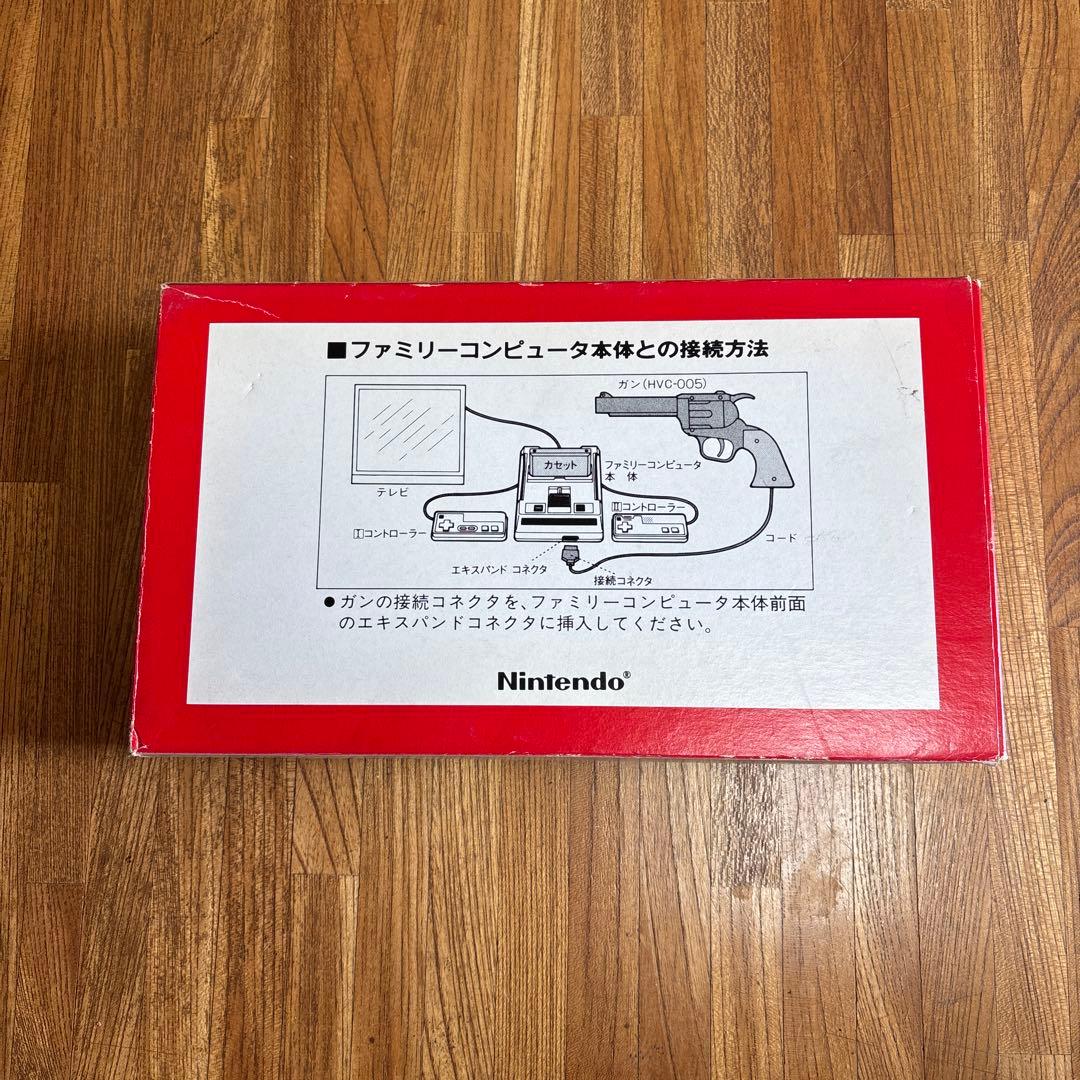 ■ファミリーコンピュータ本体との接続方法
ガン(HVC-005)
カセット
ファミリーコンピュータ
本 体
テレビ
Ⅱコントローラー
Ⅰコントローラー
コード
エキスパンド コネクタ
接続コネクタ
●ガンの接続コネクタを、ファミリーコンピュータ本体前面
のエキスパンドコネクタに挿入してください。
Nintendo®